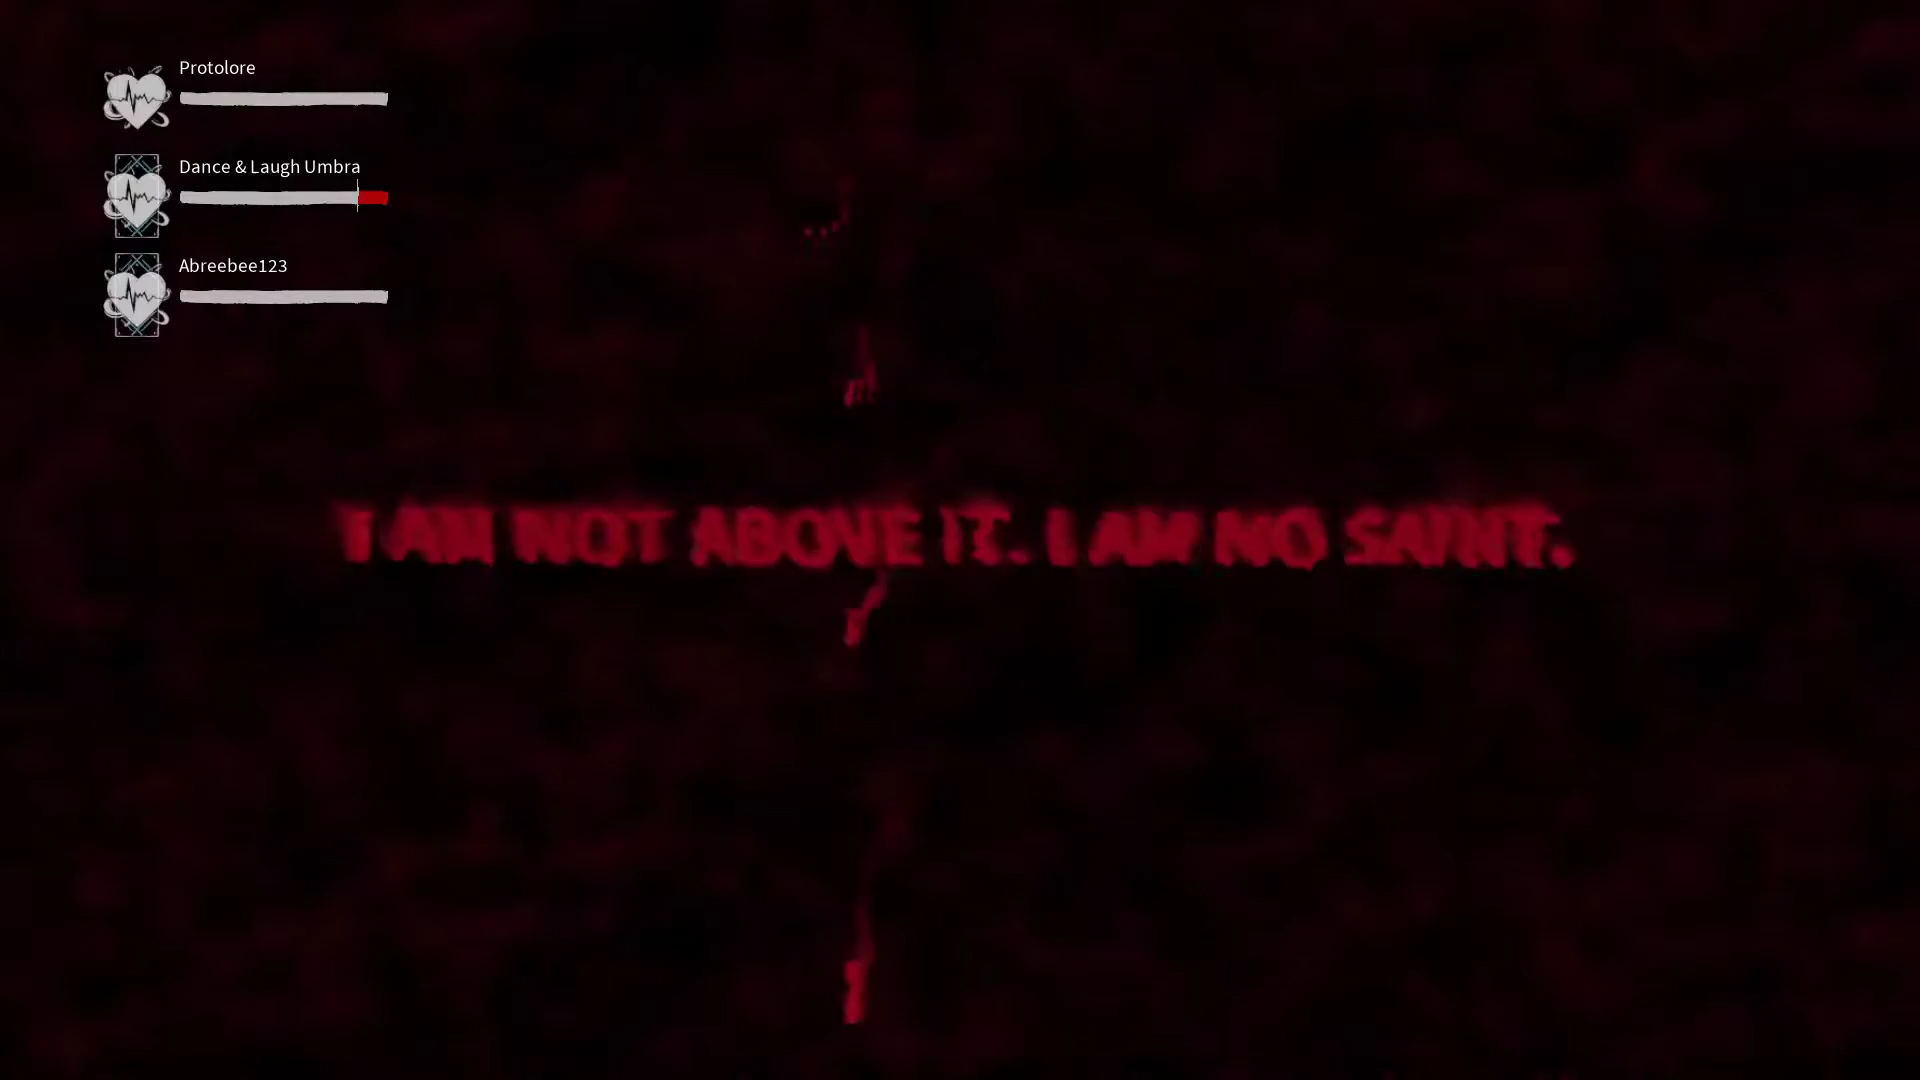 Protolore
Dance & Laugh Umbra
Abreebee123
I AM NOT ABOVE IT. I AM NO SAINT.